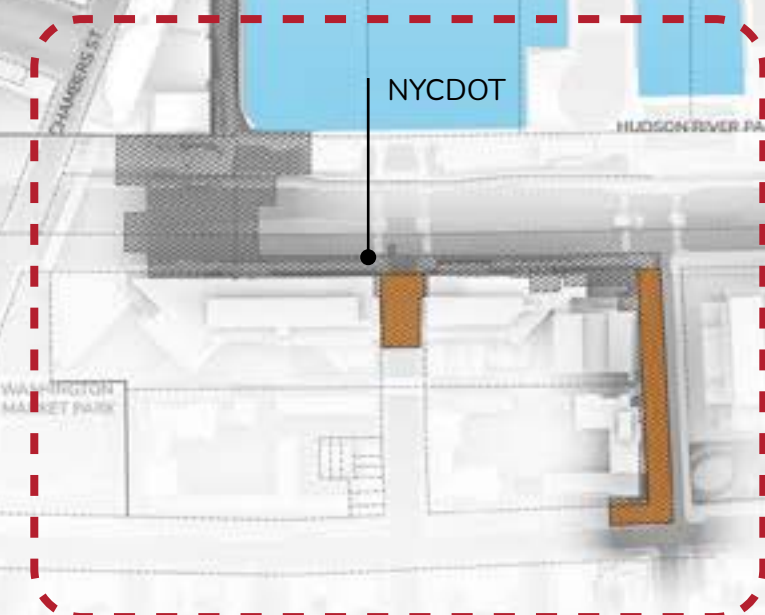 CHAMBERS ST
NYCDOT
HUDSON RIVER PA
WASHINGTON
MARKET PARK